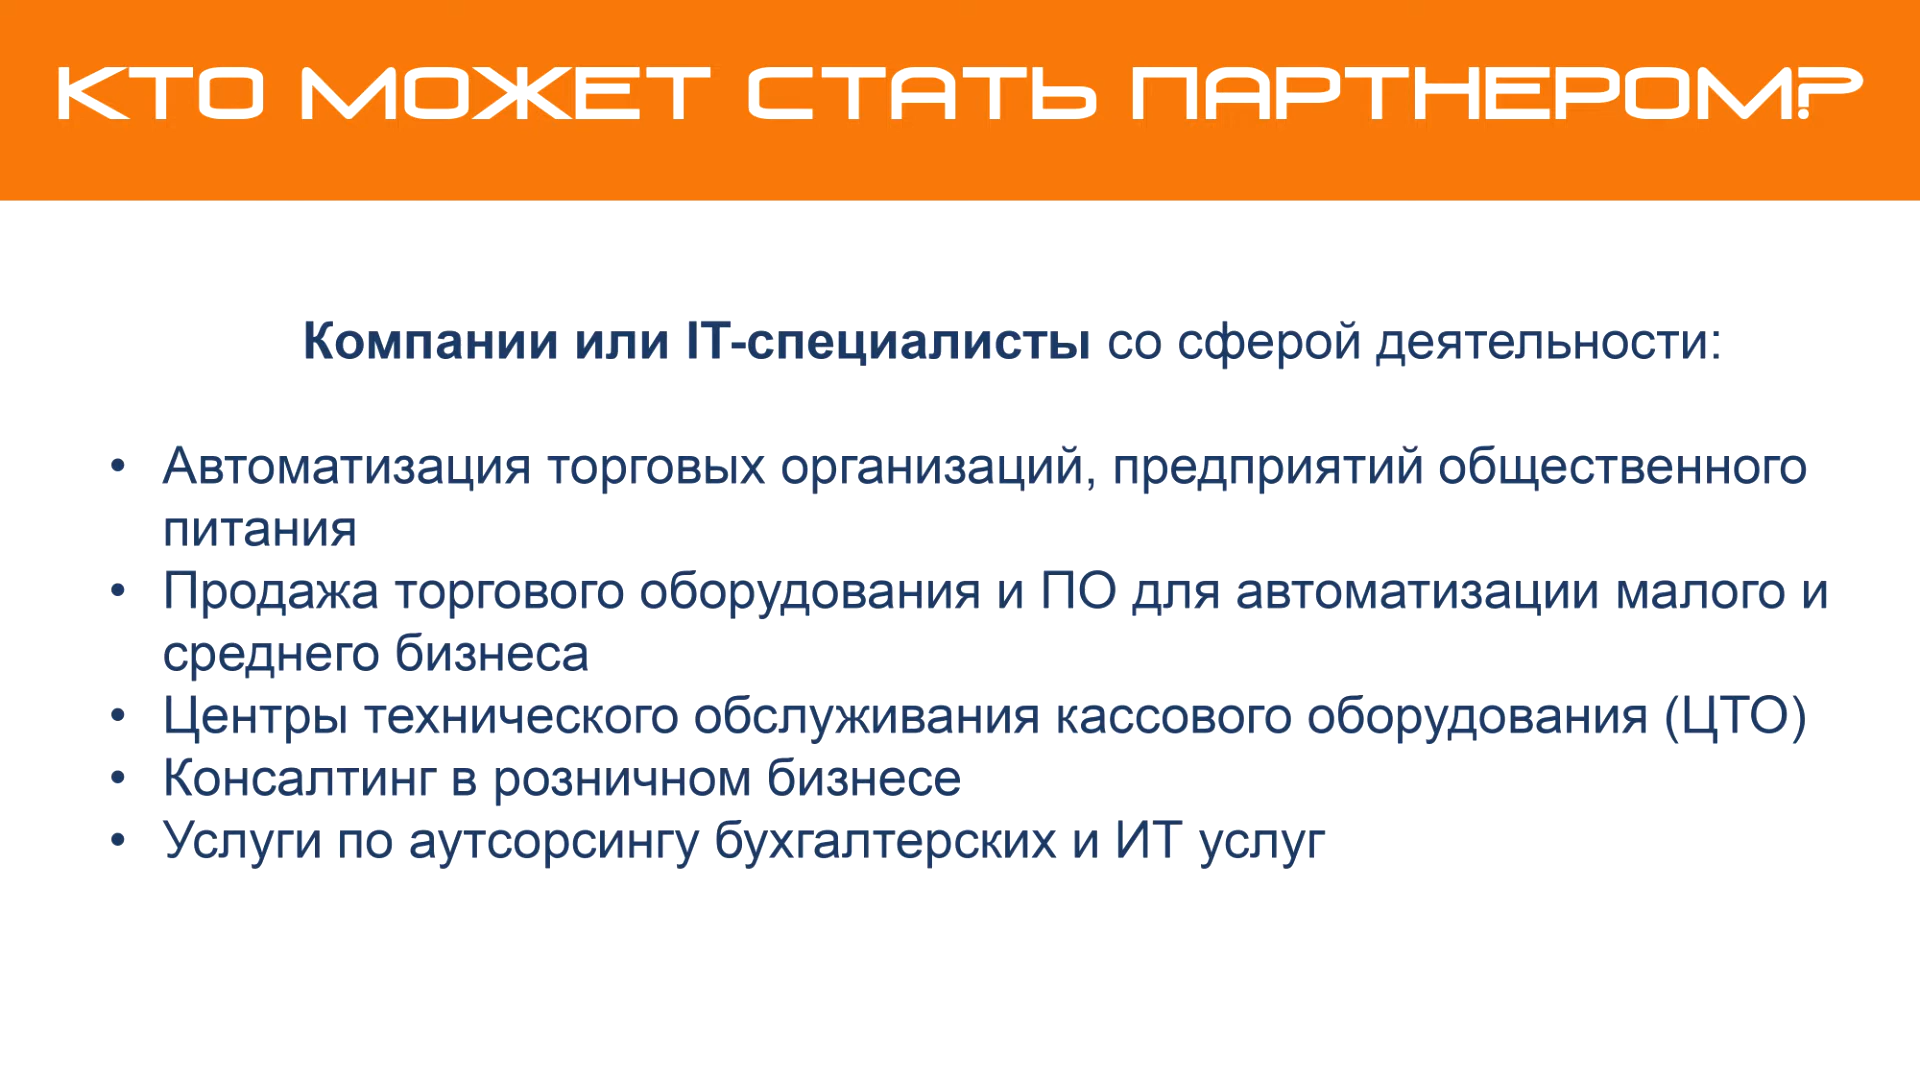 КТО МОЖЕТ СТАТЬ ПАРТНЕРОМ?
Компании или IT-специалисты со сферой деятельности:
• Автоматизация торговых организаций, предприятий общественного
питания
• Продажа торгового оборудования и ПО для автоматизации малого и
среднего бизнеса
• Центры технического обслуживания кассового оборудования (ЦТО)
• Консалтинг в розничном бизнесе
• Услуги по аутсорсингу бухгалтерских и ИТ услуг